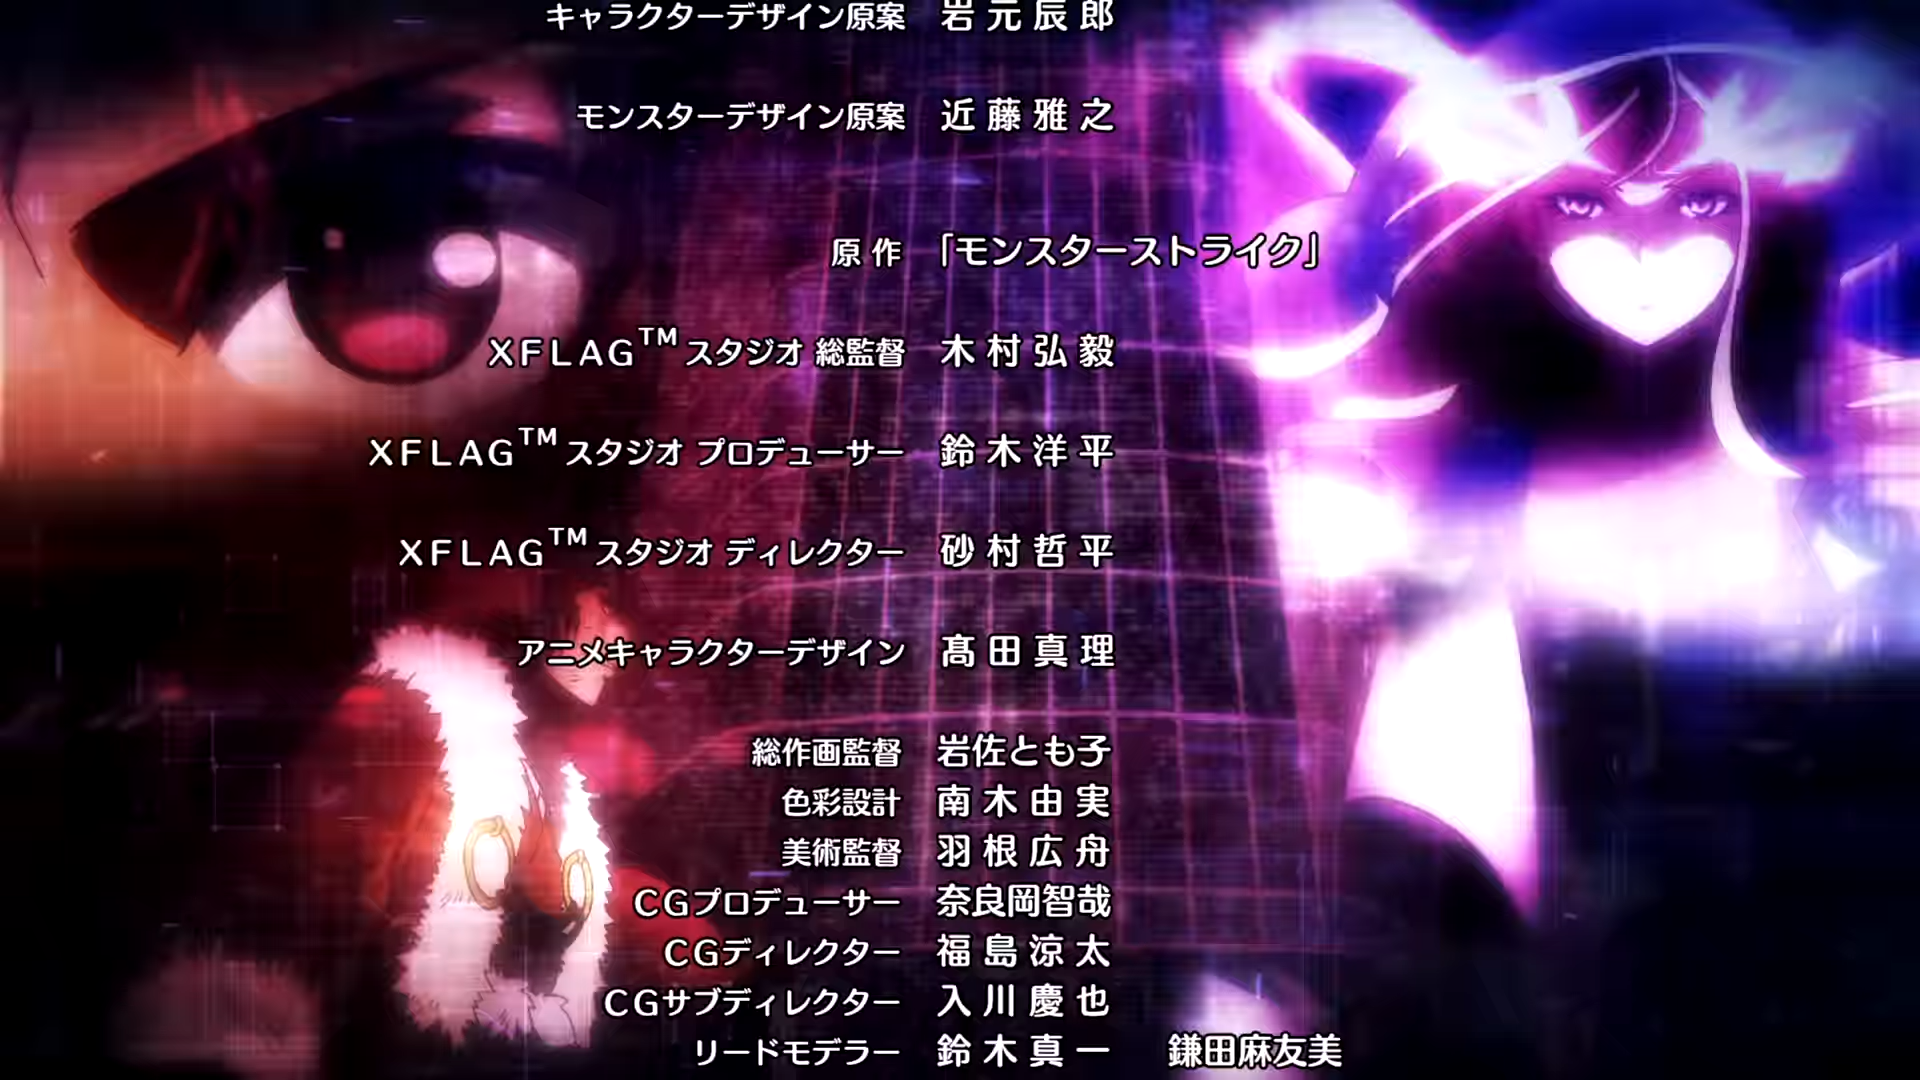 キャラクターデザイン原案 岩元辰郎
モンスターデザイン原案 近藤雅之
原作 「モンスターストライク」
XFLAG™スタジオ 総監督 木村弘毅
XFLAG™スタジオ プロデューサー 鈴木洋平
XFLAG™スタジオ ディレクター 砂村哲平
アニメキャラクターデザイン 髙田真理
総作画監督 岩佐とも子
色彩設計 南木由実
美術監督 羽根広舟
CGプロデューサー 奈良岡智哉
CGディレクター 福島涼太
CGサブディレクター 入川慶也
リードモデラー 鈴木真一 鎌田麻友美